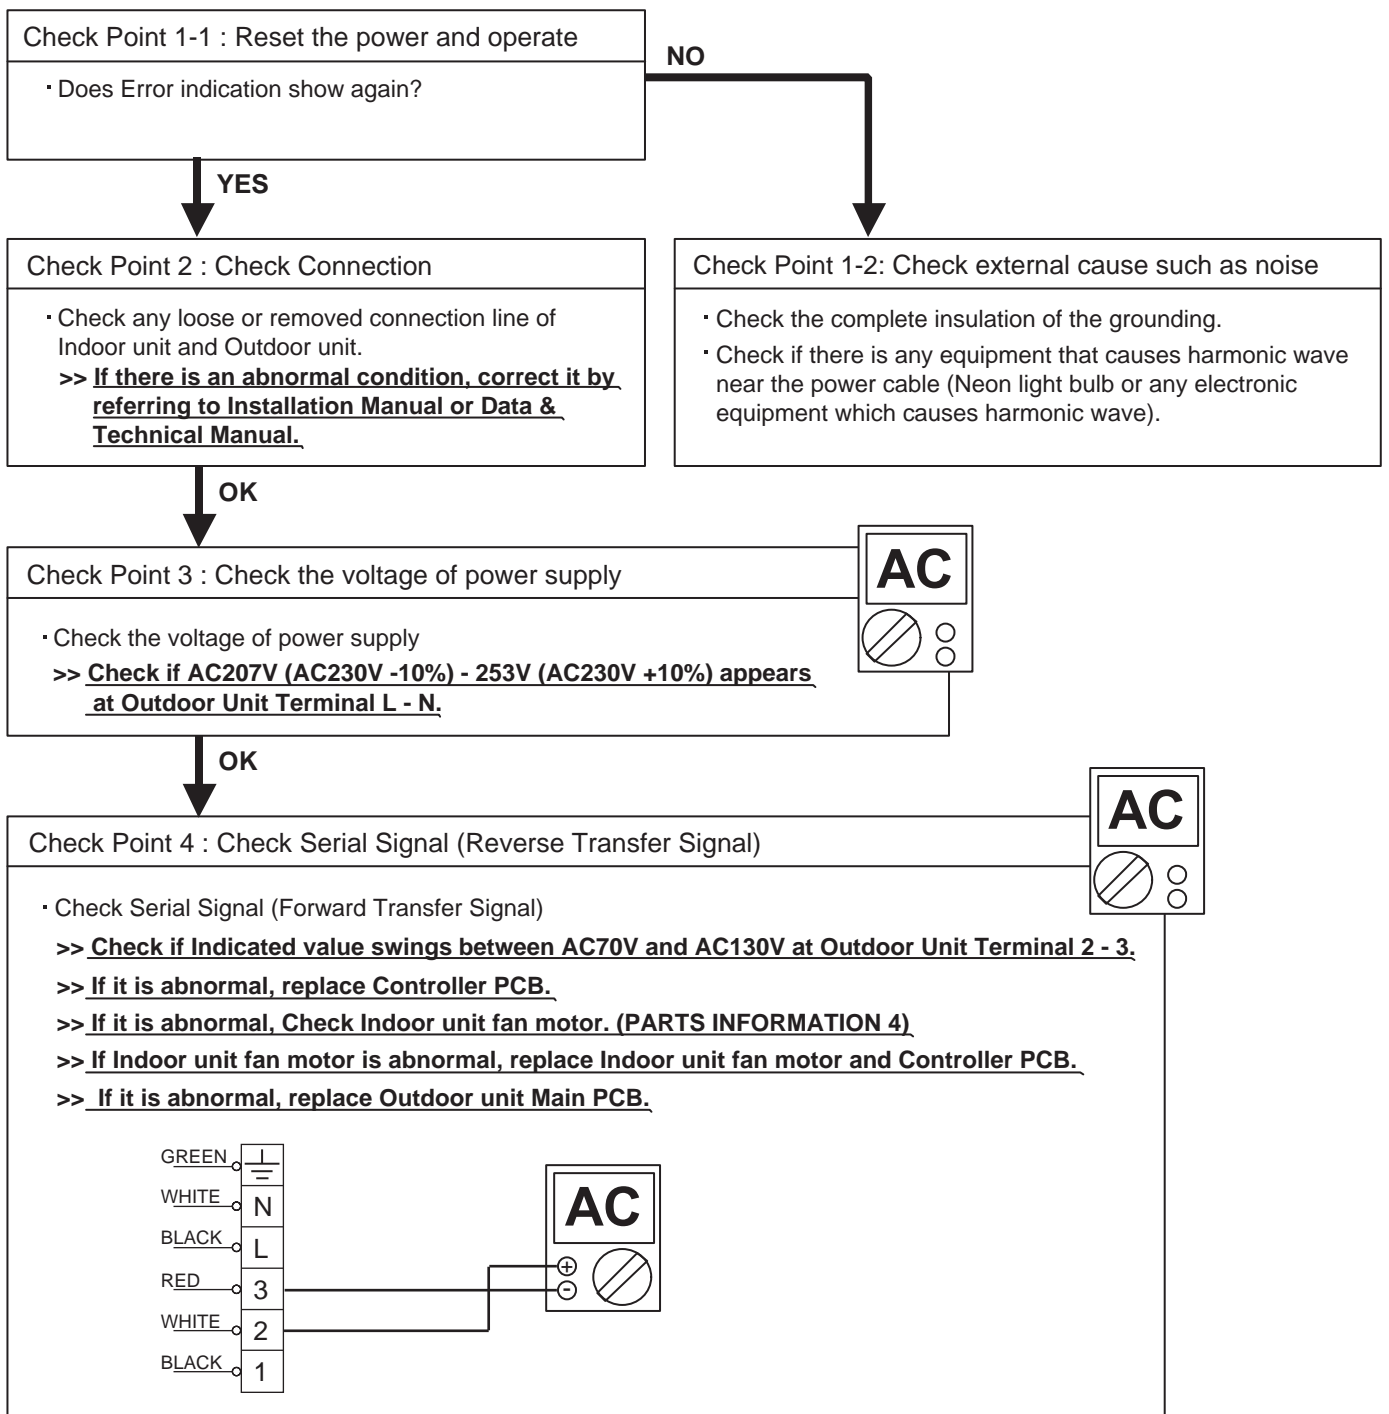 Check Point 1-1 : Reset the power and operate
· Does Error indication show again?
NO
YES
Check Point 2 : Check Connection
· Check any loose or removed connection line of
Indoor unit and Outdoor unit.
>> If there is an abnormal condition, correct it by
referring to Installation Manual or Data &
Technical Manual.
Check Point 1-2: Check external cause such as noise
· Check the complete insulation of the grounding.
· Check if there is any equipment that causes harmonic wave
near the power cable (Neon light bulb or any electronic
equipment which causes harmonic wave).
OK
Check Point 3 : Check the voltage of power supply
AC
· Check the voltage of power supply
>> Check if AC207V (AC230V -10%) - 253V (AC230V +10%) appears
at Outdoor Unit Terminal L - N.
OK
Check Point 4 : Check Serial Signal (Reverse Transfer Signal)
AC
· Check Serial Signal (Forward Transfer Signal)
>> Check if Indicated value swings between AC70V and AC130V at Outdoor Unit Terminal 2 - 3.
>> If it is abnormal, replace Controller PCB.
>> If it is abnormal, Check Indoor unit fan motor. (PARTS INFORMATION 4)
>> If Indoor unit fan motor is abnormal, replace Indoor unit fan motor and Controller PCB.
>> If it is abnormal, replace Outdoor unit Main PCB.
GREEN
WHITE N
BLACK L
RED 3
WHITE 2
BLACK 1
AC
+
-